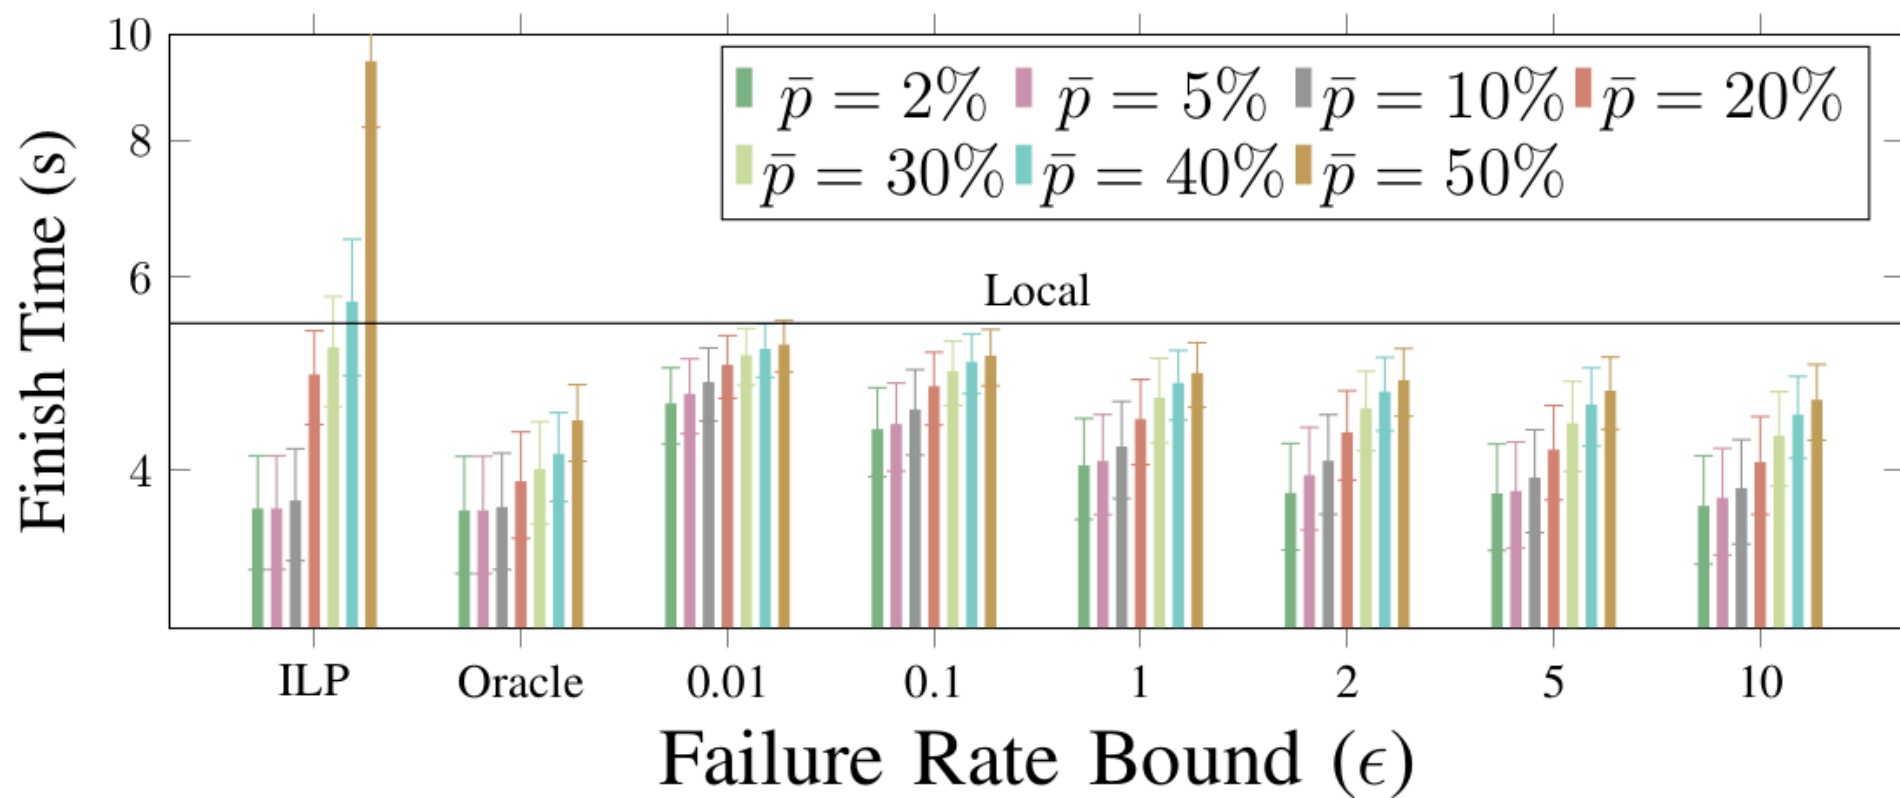 10
8
6
4
Finish Time (s)
p̄ = 2% p̄ = 5% p̄ = 10% p̄ = 20%
p̄ = 30% p̄ = 40% p̄ = 50%
Local
ILP Oracle 0.01 0.1 1 2 5 10
Failure Rate Bound (ϵ)